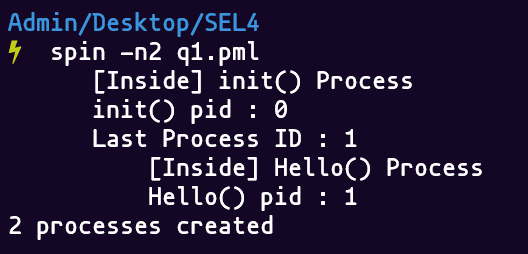 Admin/Desktop/SEL4
⚡ spin -n2 q1.pml
[Inside] init() Process
init() pid : 0
Last Process ID : 1
[Inside] Hello() Process
Hello() pid : 1
2 processes created